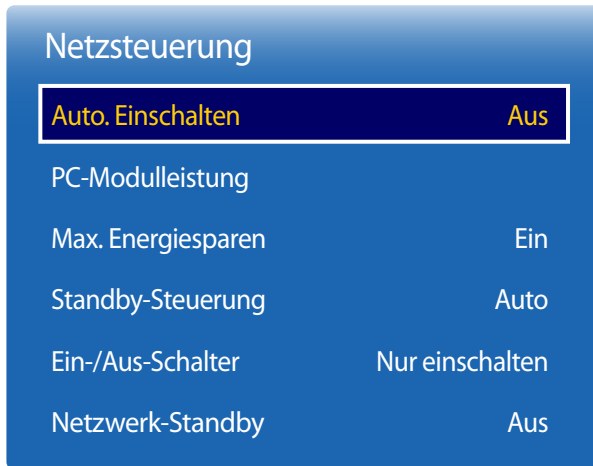 Netzsteuerung
Auto. Einschalten Aus
PC-Modulleistung
Max. Energiesparen Ein
Standby-Steuerung Auto
Ein-/Aus-Schalter Nur einschalten
Netzwerk-Standby Aus